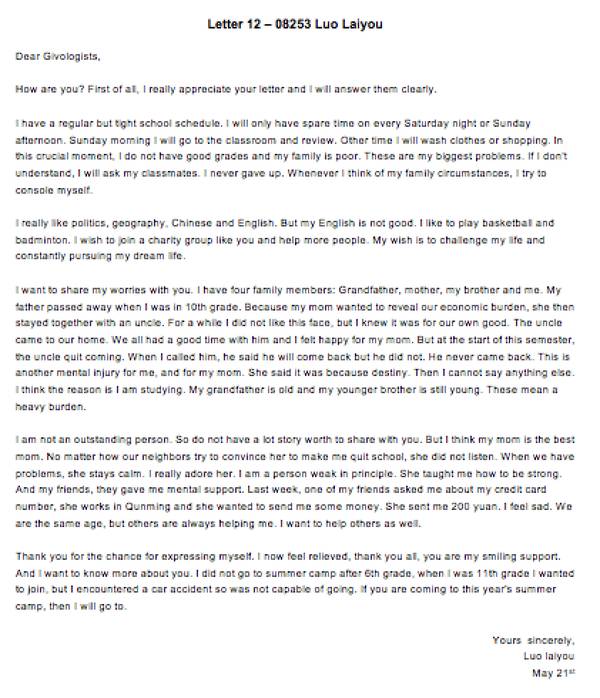 Letter 12 – 08253 Luo Laiyou
Dear Givologists,
How are you? First of all, I really appreciate your letter and I will answer them clearly.
I have a regular but tight school schedule. I will only have spare time on every Saturday night or Sunday
afternoon. Sunday morning I will go to the classroom and review. Other time I will wash clothes or shopping. In
this crucial moment, I do not have good grades and my family is poor. These are my biggest problems. If I don't
understand, I will ask my classmates. I never gave up. Whenever I think of my family circumstances, I try to
console myself.
I really like politics, geography, Chinese and English. But my English is not good. I like to play basketball and
badminton. I wish to join a charity group like you and help more people. My wish is to challenge my life and
constantly pursuing my dream life.
I want to share my worries with you. I have four family members: Grandfather, mother, my brother and me. My
father passed away when I was in 10th grade. Because my mom wanted to reveal our economic burden, she then
stayed together with an uncle. For a while I did not like this face, but I knew it was for our own good. The uncle
came to our home. We all had a good time with him and I felt happy for my mom. But at the start of this semester,
the uncle quit coming. When I called him, he said he will come back but he did not. He never came back. This is
another mental injury for me, and for my mom. She said it was because destiny. Then I cannot say anything else.
I think the reason is I am studying. My grandfather is old and my younger brother is still young. These mean a
heavy burden.
I am not an outstanding person. So do not have a lot story worth to share with you. But I think my mom is the best
mom. No matter how our neighbors try to convince her to make me quit school, she did not listen. When we have
problems, she stays calm. I really adore her. I am a person weak in principle. She taught me how to be strong.
And my friends, they gave me mental support. Last week, one of my friends asked me about my credit card
number, she works in Qunming and she wanted to send me some money. She sent me 200 yuan. I feel sad. We
are the same age, but others are always helping me. I want to help others as well.
Thank you for the chance for expressing myself. I now feel relieved, thank you all, you are my smiling support.
And I want to know more about you. I did not go to summer camp after 6th grade, when I was 11th grade I wanted
to join, but I encountered a car accident so was not capable of going. If you are coming to this year's summer
camp, then I will go to.
Yours sincerely,
Luo laiyou
May 21st